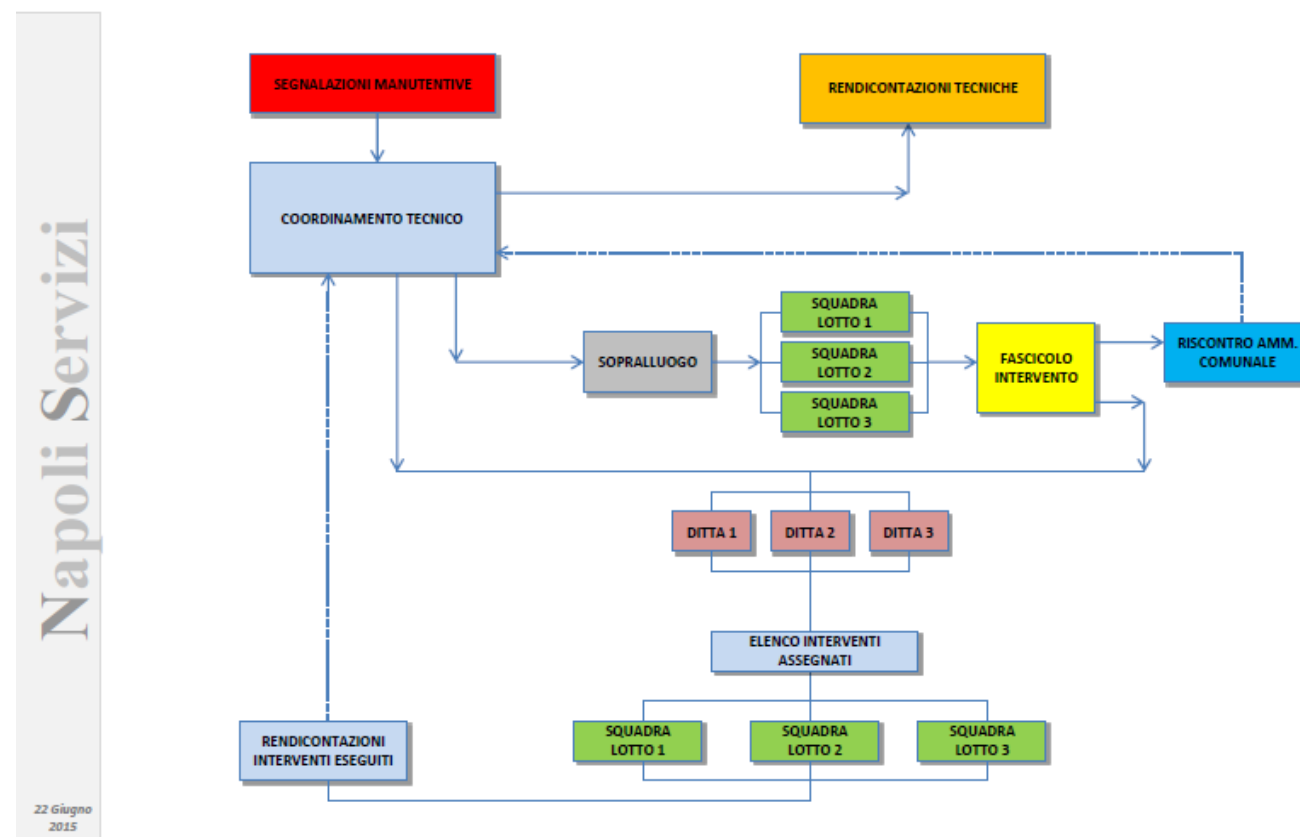 SEGNALAZIONI MANUTENTIVE
RENDICONTAZIONI TECNICHE
COORDINAMENTO TECNICO
SOPRALLUOGO
SQUADRA
LOTTO 1
SQUADRA
LOTTO 2
SQUADRA
LOTTO 3
FASCICOLO
INTERVENTO
RISCONTRO AMM.
COMUNALE
DITTA 1
DITTA 2
DITTA 3
ELENCO INTERVENTI
ASSEGNATI
RENDICONTAZIONI
INTERVENTI ESEGUITI
SQUADRA
LOTTO 1
SQUADRA
LOTTO 2
SQUADRA
LOTTO 3
Napoli Servizi
22 Giugno
2015